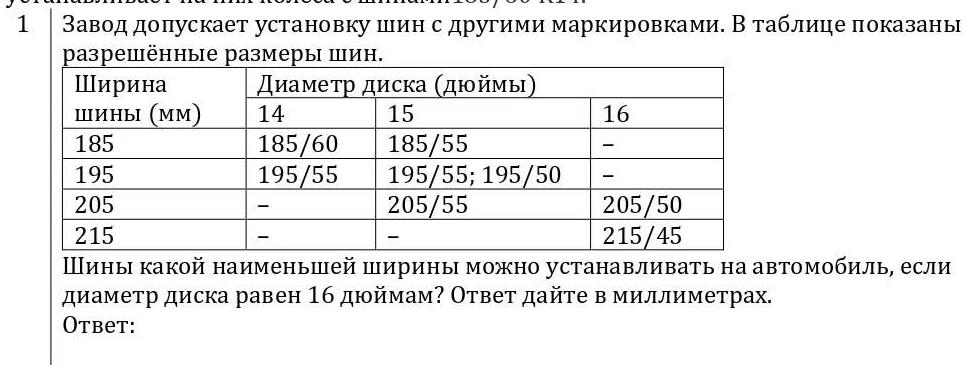 1 Завод допускает установку шин с другими маркировками. В таблице показаны
разрешённые размеры шин.
Ширина Диаметр диска (дюймы)
шины (мм) 14 15 16
185 185/60 185/55 –
195 195/55 195/55; 195/50 –
205 – 205/55 205/50
215 – – 215/45
Шины какой наименьшей ширины можно устанавливать на автомобиль, если
диаметр диска равен 16 дюймам? Ответ дайте в миллиметрах.
Ответ: